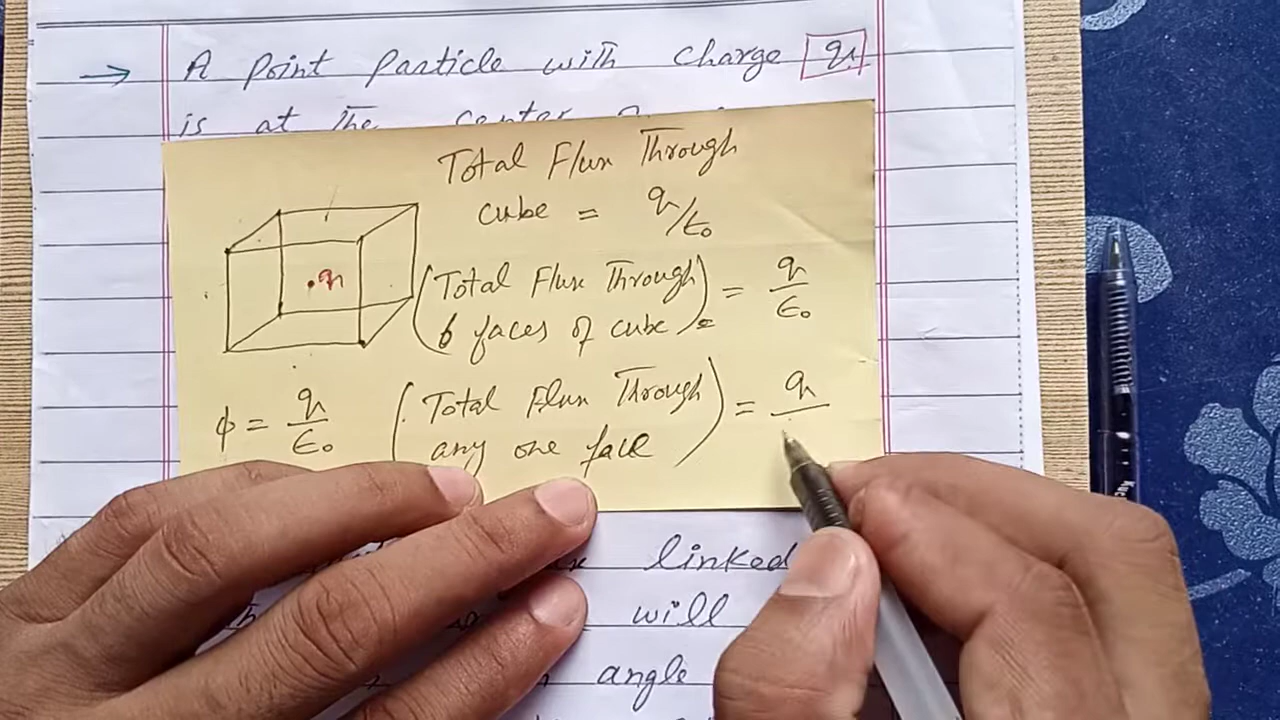 A Point Particle with charge q
is at the center
Total Flux Through
cube = q/ε₀
q
(Total Flux Through
6 faces of cube) = q/ε₀
φ = q/ε₀
(Total Flux Through
any one face) = q
linked
will
angle